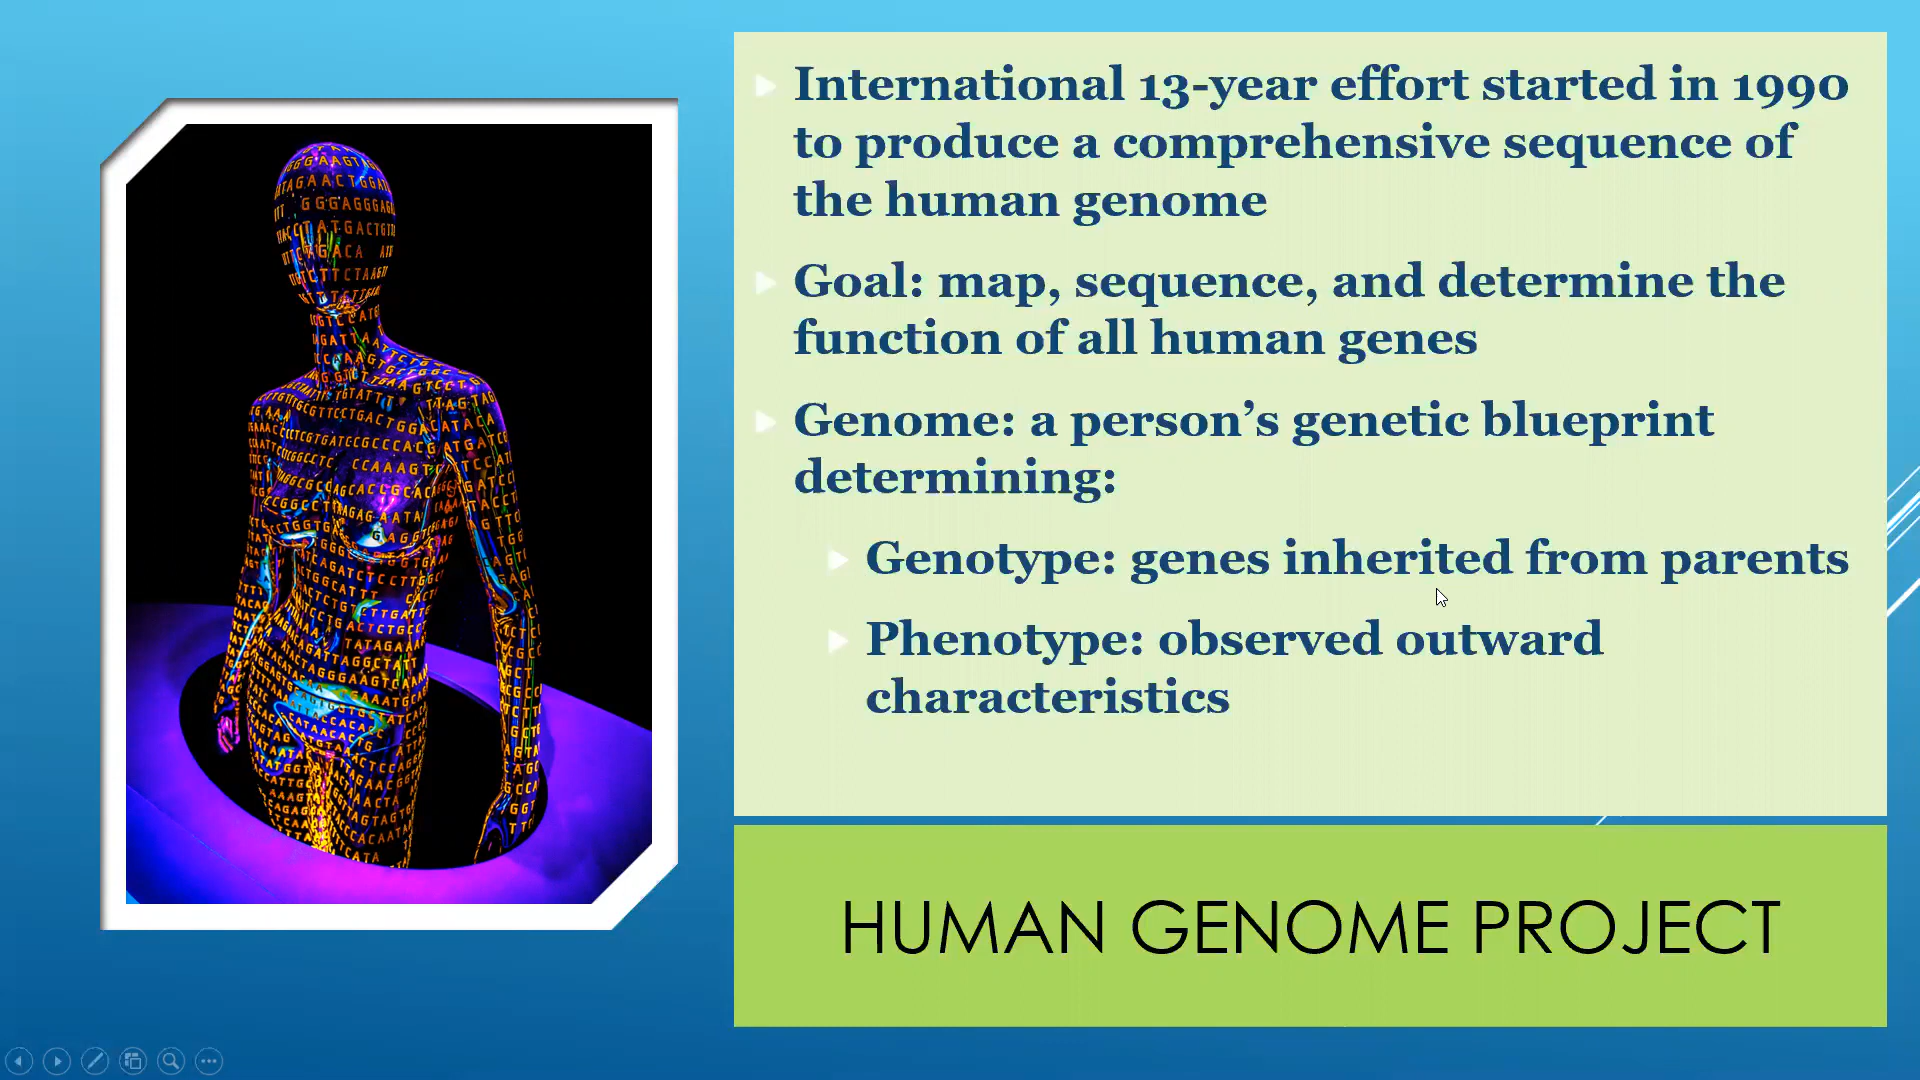 International 13-year effort started in 1990
to produce a comprehensive sequence of
the human genome
Goal: map, sequence, and determine the
function of all human genes
Genome: a person’s genetic blueprint
determining:
Genotype: genes inherited from parents
Phenotype: observed outward
characteristics
HUMAN GENOME PROJECT